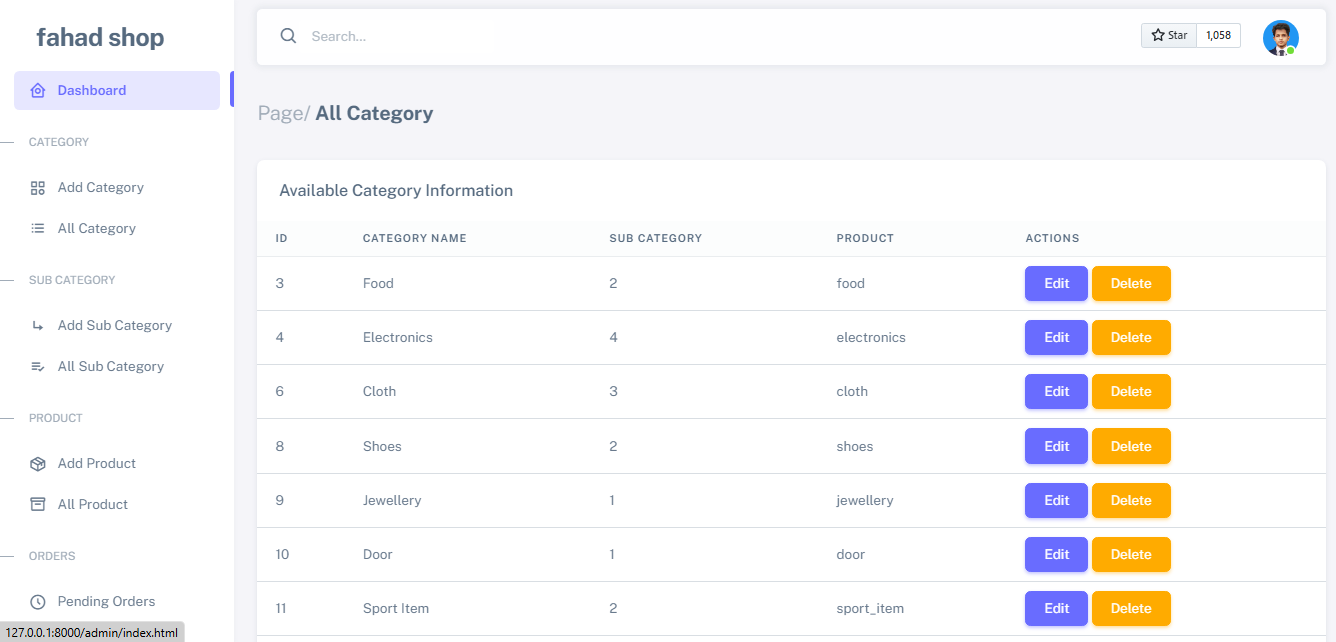 fahad shop
Search...
Star 1,058
Dashboard
Page/ All Category
CATEGORY
Add Category
All Category
SUB CATEGORY
Add Sub Category
All Sub Category
PRODUCT
Add Product
All Product
ORDERS
Pending Orders
127.0.0.1:8000/admin/index.html
Available Category Information
ID CATEGORY NAME SUB CATEGORY PRODUCT ACTIONS
3 Food 2 food Edit Delete
4 Electronics 4 electronics Edit Delete
6 Cloth 3 cloth Edit Delete
8 Shoes 2 shoes Edit Delete
9 Jewellery 1 jewellery Edit Delete
10 Door 1 door Edit Delete
11 Sport Item 2 sport_item Edit Delete